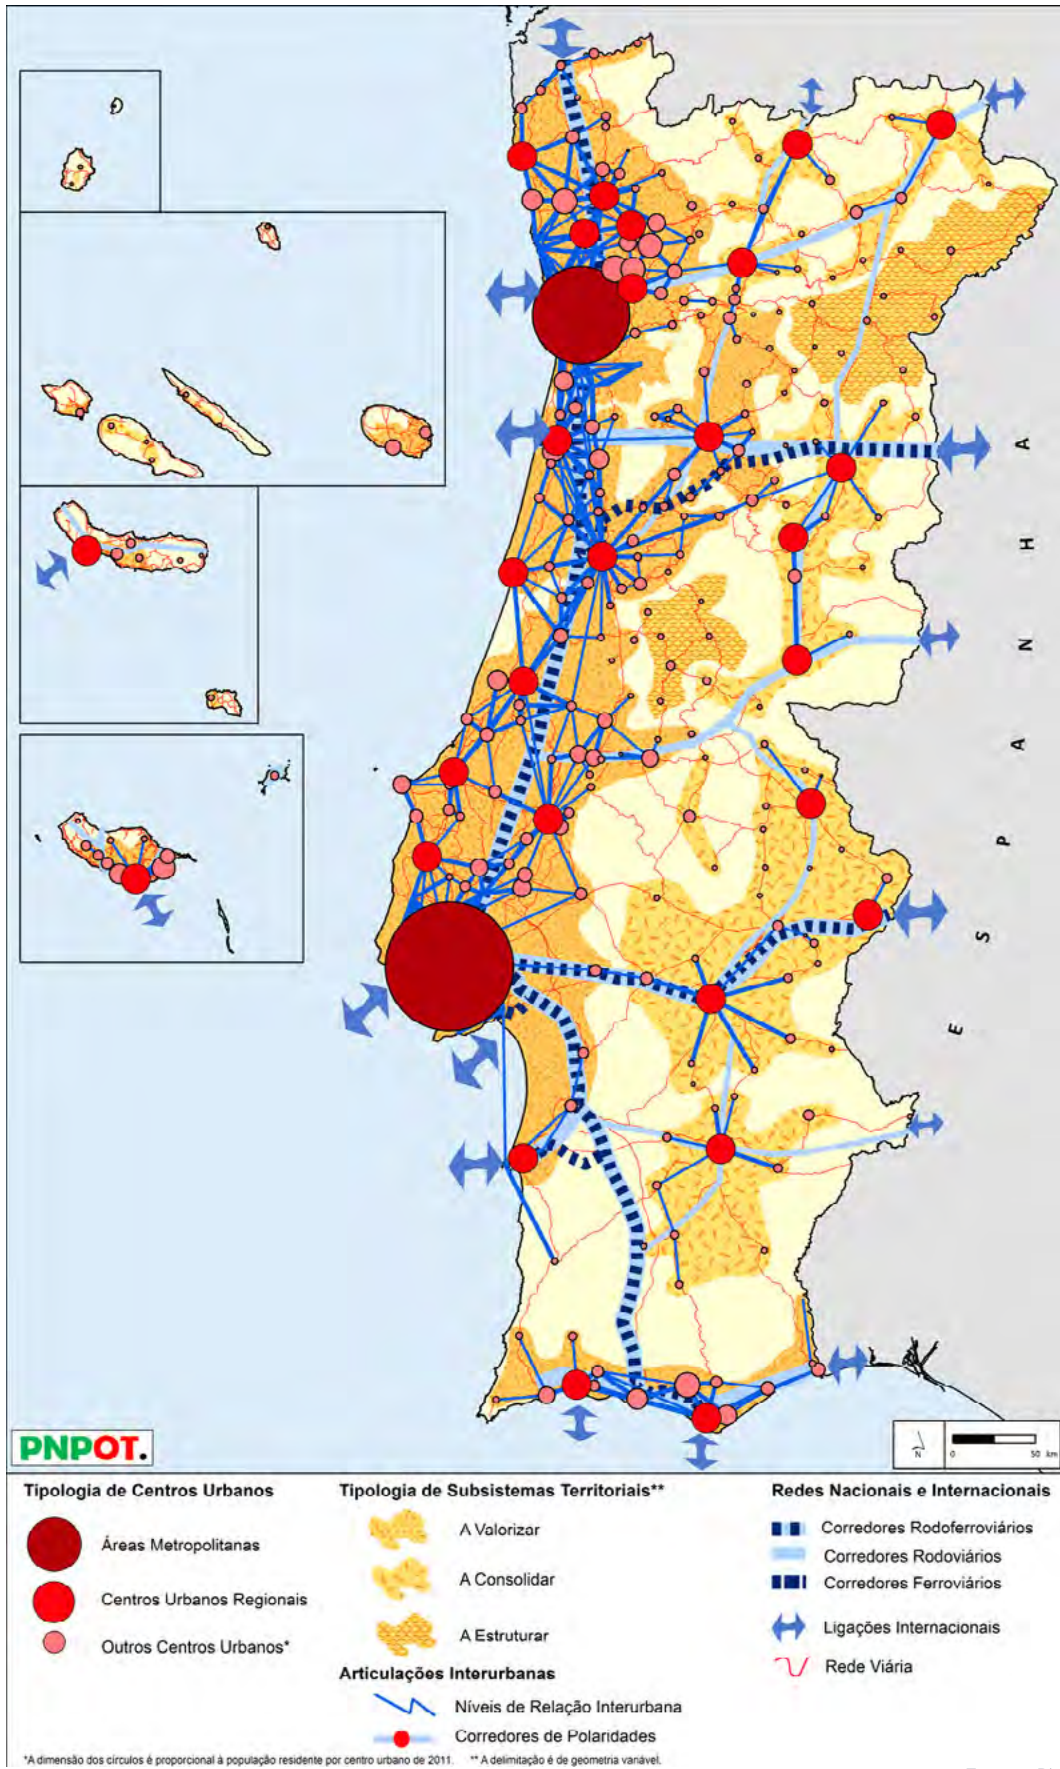 ESPANHA
PNPOT.
N
0 50 km
Tipologia de Centros Urbanos
Áreas Metropolitanas
Centros Urbanos Regionais
Outros Centros Urbanos*
Tipologia de Subsistemas Territoriais**
A Valorizar
A Consolidar
A Estruturar
Articulações Interurbanas
Níveis de Relação Interurbana
Corredores de Polaridades
Redes Nacionais e Internacionais
Corredores Rodoferroviários
Corredores Rodoviários
Corredores Ferroviários
Ligações Internacionais
Rede Viária
*A dimensão dos círculos é proporcional à população residente por centro urbano de 2011. ** A delimitação é de geometria variável.